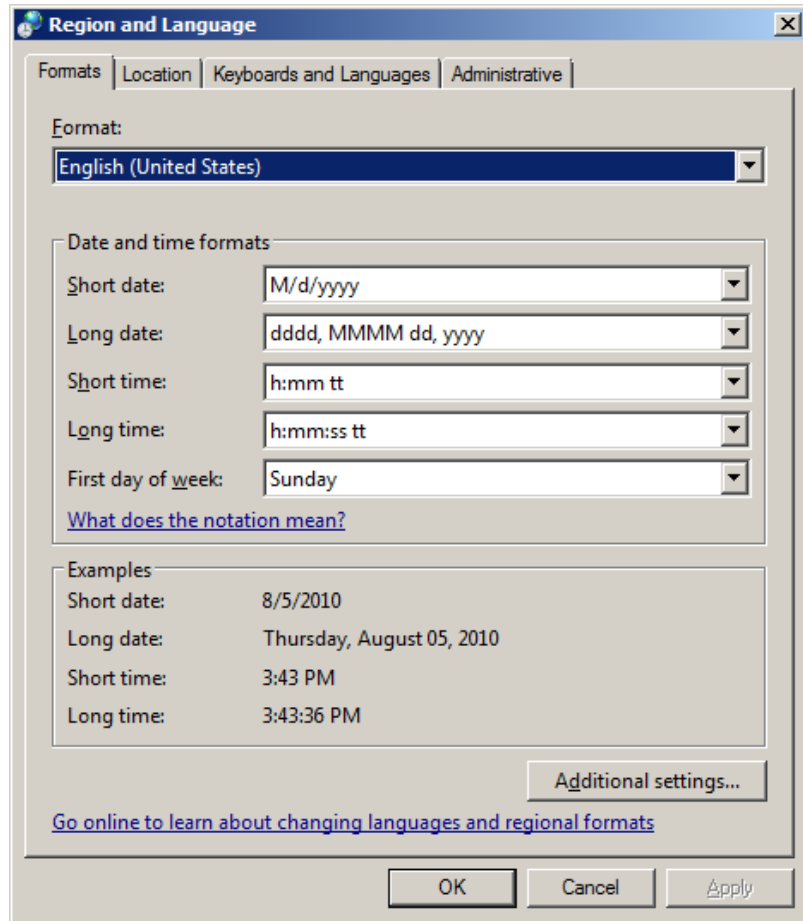 Region and Language
Formats Location Keyboards and Languages Administrative
Format:
English (United States)
Date and time formats
Short date: M/d/yyyy
Long date: dddd, MMMM dd, yyyy
Short time: h:mm tt
Long time: h:mm:ss tt
First day of week: Sunday
What does the notation mean?
Examples
Short date: 8/5/2010
Long date: Thursday, August 05, 2010
Short time: 3:43 PM
Long time: 3:43:36 PM
Additional settings...
Go online to learn about changing languages and regional formats
OK Cancel Apply